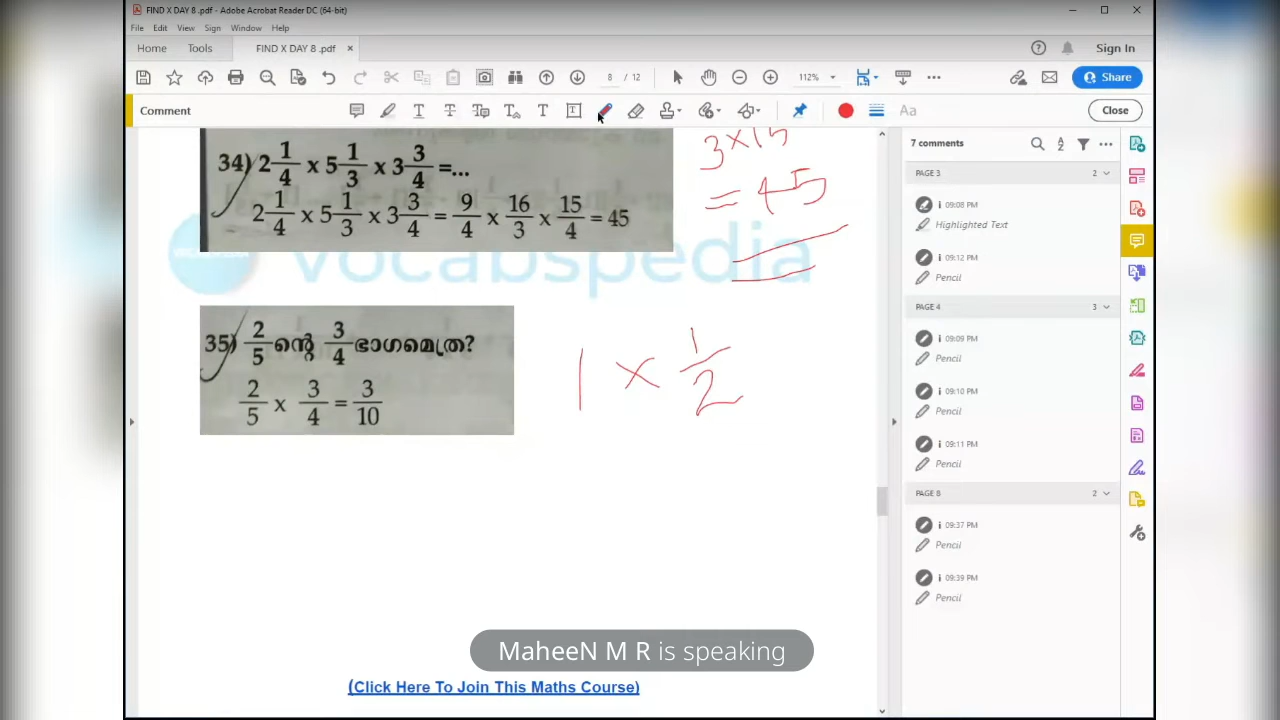 FIND X DAY 8 .pdf - Adobe Acrobat Reader DC (64-bit)
File Edit View Sign Window Help
Home Tools FIND X DAY 8 .pdf × Sign In
8 / 12 112% Share
Comment Close
34) 2 1/4 x 5 1/3 x 3 3/4 =...
2 1/4 x 5 1/3 x 3 3/4 = 9/4 x 16/3 x 15/4 = 45
3 x 15
= 45
vocabspedia
35) 2/5 ന്റെ 3/4 ഭാഗമെത്ര?
2/5 x 3/4 = 3/10
1 x 1/2
(Click Here To Join This Maths Course)
MaheeN M R is speaking
7 comments
PAGE 3 2
i 09:08 PM
Highlighted Text
i 09:12 PM
Pencil
PAGE 4 3
i 09:09 PM
Pencil
i 09:10 PM
Pencil
i 09:11 PM
Pencil
PAGE 8 2
i 09:37 PM
Pencil
i 09:39 PM
Pencil